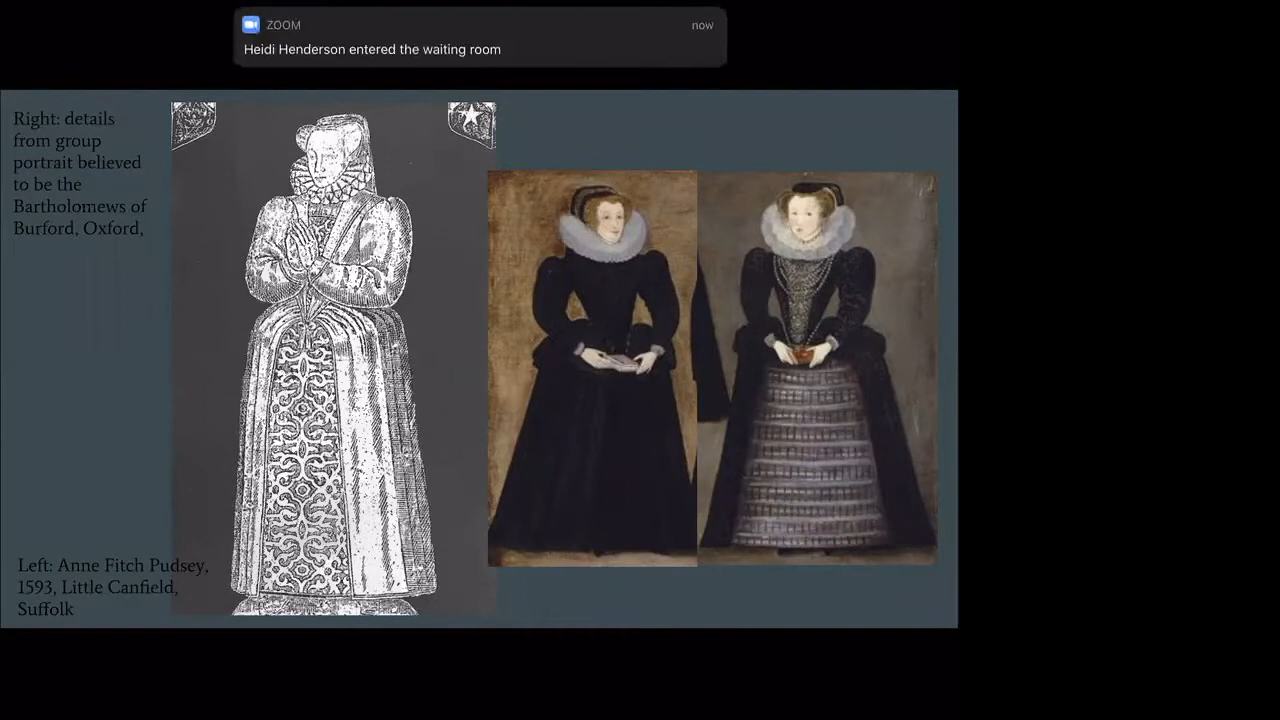 ZOOM
now
Heidi Henderson entered the waiting room
Right: details
from group
portrait believed
to be the
Bartholomews of
Burford, Oxford,
Left: Anne Fitch Pudsey,
1593, Little Canfield,
Suffolk